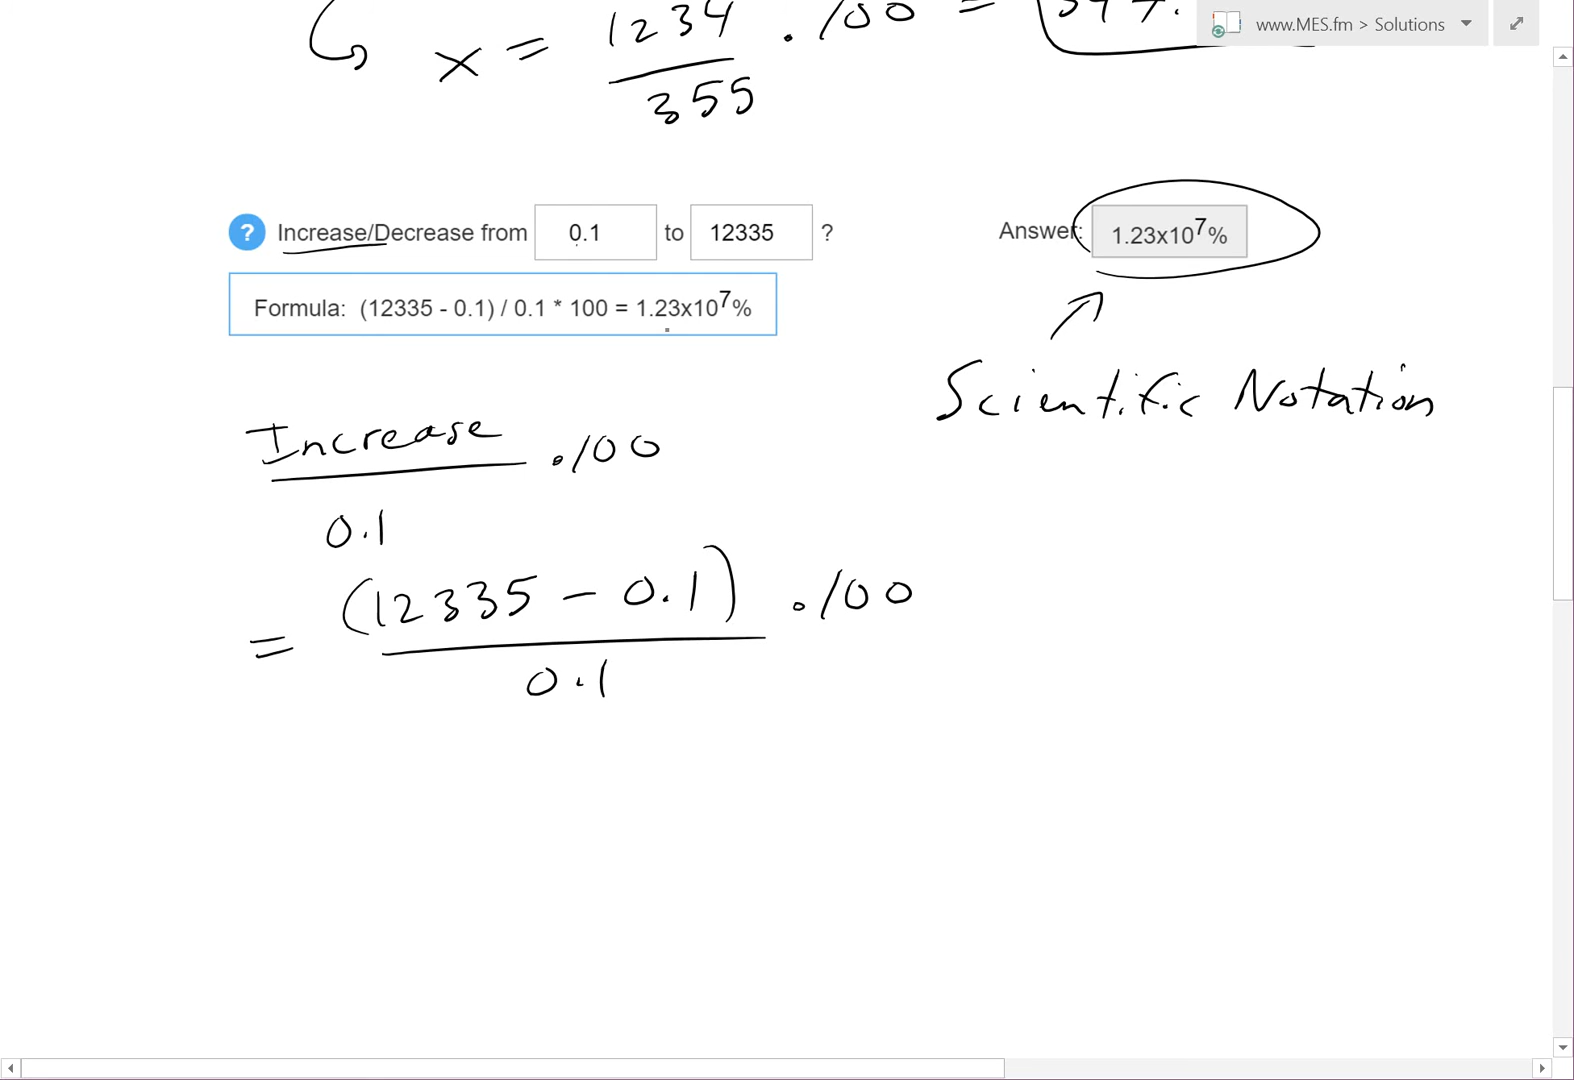 x = 1234 / 355 . 100 =
www.MES.fm > Solutions
? Increase/Decrease from 0.1 to 12335 ? Answer: 1.23x10⁷%
Formula: (12335 - 0.1) / 0.1 * 100 = 1.23x10⁷%
Scientific Notation
Increase . 100
0.1
= (12335 - 0.1) . 100
0.1